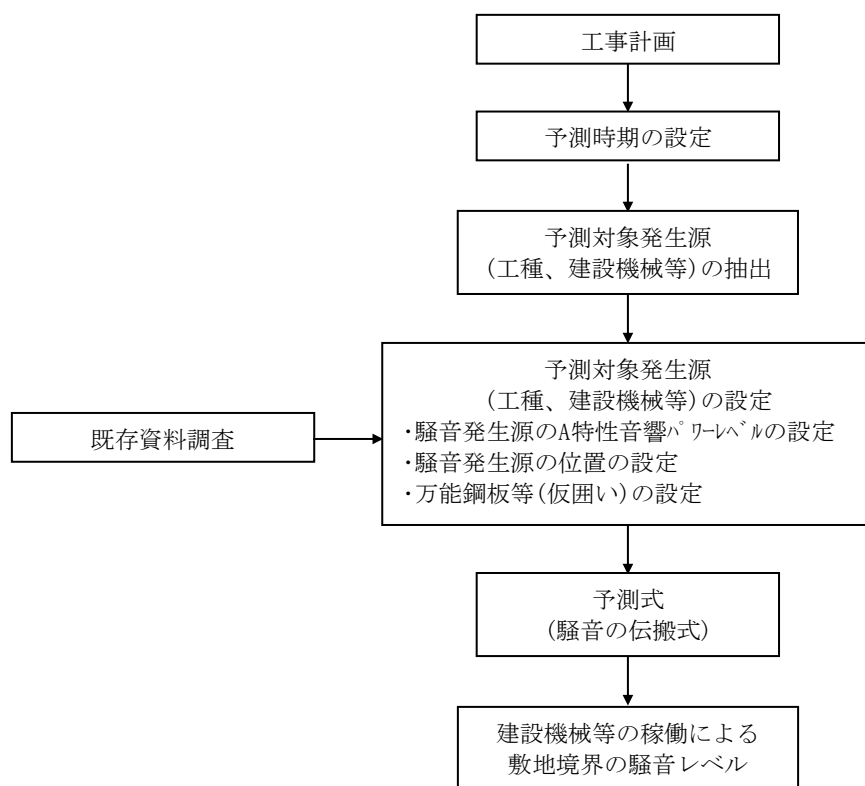 工事計画
予測時期の設定
予測対象発生源
(工種、建設機械等)の抽出
予測対象発生源
(工種、建設機械等)の設定
・騒音発生源のA特性音響ﾊﾟﾜｰﾚﾍﾞﾙの設定
・騒音発生源の位置の設定
・万能鋼板等(仮囲い)の設定
既存資料調査
予測式
(騒音の伝搬式)
建設機械等の稼働による
敷地境界の騒音レベル